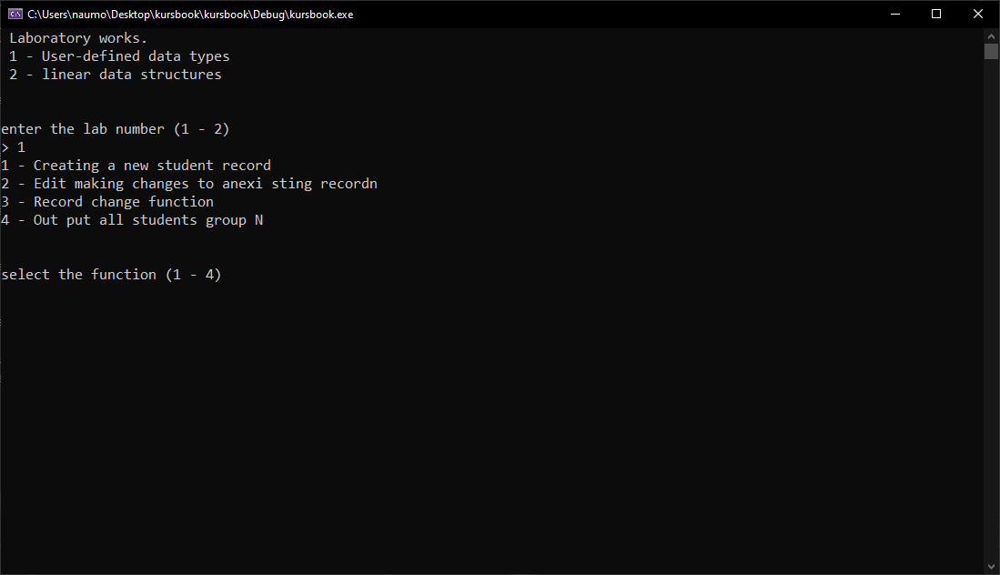 C:\Users\naumo\Desktop\kursbook\kursbook\Debug\kursbook.exe
Laboratory works.
1 - User-defined data types
2 - linear data structures
enter the lab number (1 - 2)
> 1
1 - Creating a new student record
2 - Edit making changes to anexi sting recordn
3 - Record change function
4 - Out put all students group N
select the function (1 - 4)